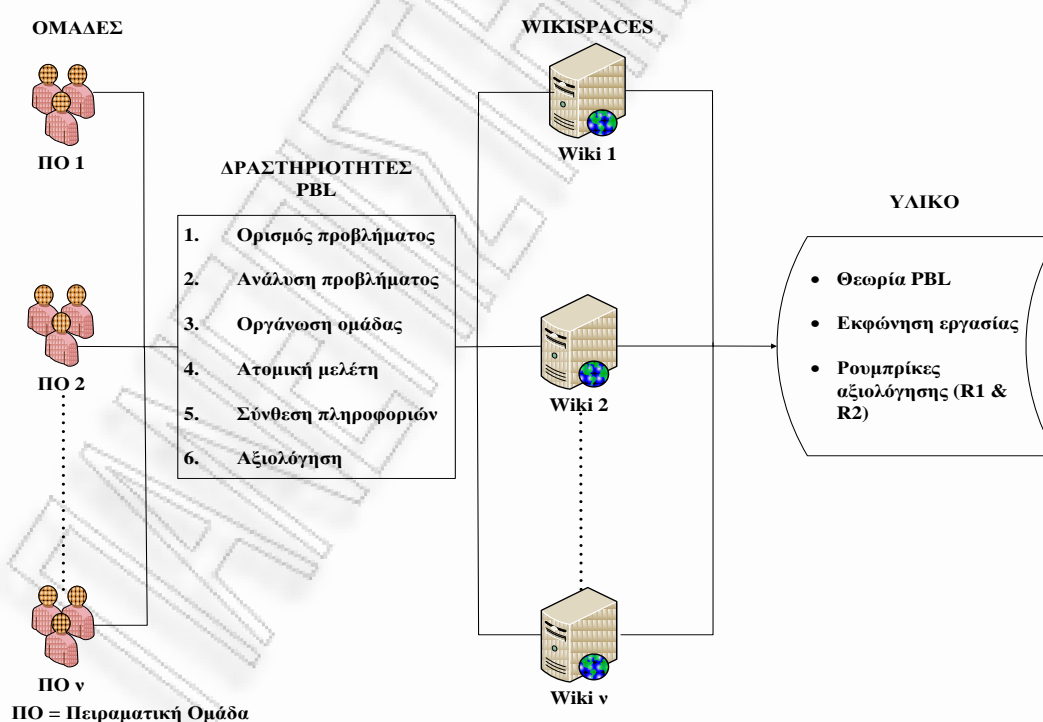 ΟΜΑΔΕΣ
ΠΟ 1
ΠΟ 2
ΠΟ ν
ΠΟ = Πειραματική Ομάδα
ΔΡΑΣΤΗΡΙΟΤΗΤΕΣ
PBL
1. Ορισμός προβλήματος
2. Ανάλυση προβλήματος
3. Οργάνωση ομάδας
4. Ατομική μελέτη
5. Σύνθεση πληροφοριών
6. Αξιολόγηση
WIKISPACES
Wiki 1
Wiki 2
Wiki ν
ΥΛΙΚΟ
• Θεωρία PBL
• Εκφώνηση εργασίας
• Ρουμπρίκες
αξιολόγησης (R1 &
R2)